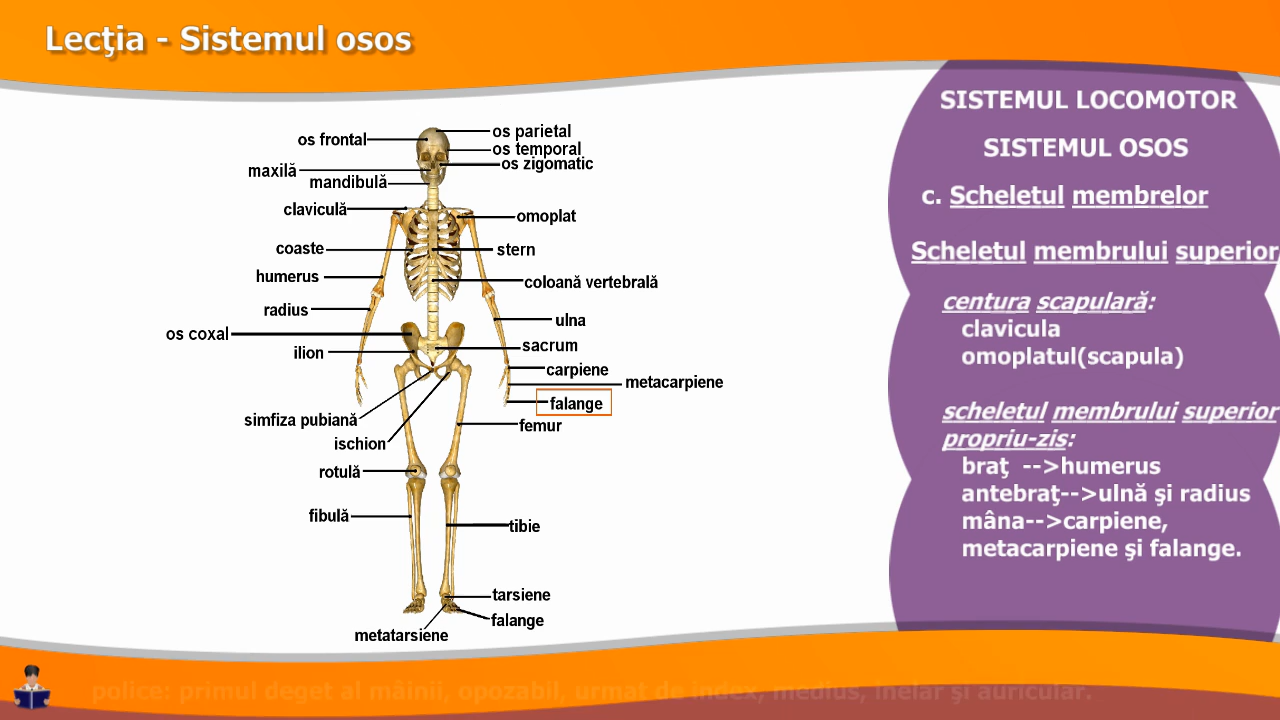 Lecţia - Sistemul osos
os frontal
os parietal
os temporal
os zigomatic
maxilă
mandibulă
claviculă
omoplat
coaste
stern
humerus
coloană vertebrală
radius
ulna
os coxal
sacrum
ilion
carpiene
metacarpiene
falange
simfiza pubiană
femur
ischion
rotulă
fibulă
tibie
tarsiene
falange
metatarsiene
SISTEMUL LOCOMOTOR
SISTEMUL OSOS
c. Scheletul membrelor
Scheletul membrului superior
centura scapulară:
clavicula
omoplatul(scapula)
scheletul membrului superior
propriu-zis:
braţ -->humerus
antebraţ-->ulnă şi radius
mâna-->carpiene,
metacarpiene şi falange.
police: primul deget al mâinii, opozabil, urmat de index, medius, inelar şi auricular.